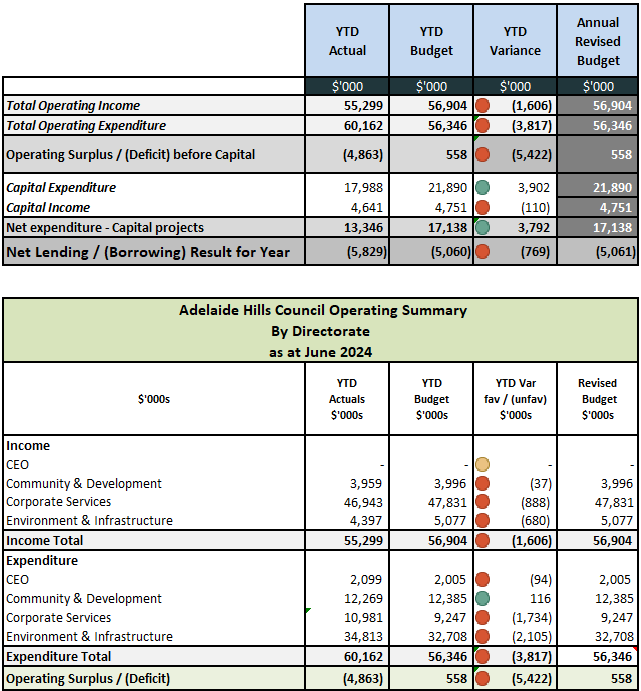 YTD Actual YTD Budget YTD Variance Annual Revised Budget
$'000 $'000 $'000 $'000
Total Operating Income 55,299 56,904 (1,606) 56,904
Total Operating Expenditure 60,162 56,346 (3,817) 56,346
Operating Surplus / (Deficit) before Capital (4,863) 558 (5,422) 558
Capital Expenditure 17,988 21,890 3,902 21,890
Capital Income 4,641 4,751 (110) 4,751
Net expenditure - Capital projects 13,346 17,138 3,792 17,138
Net Lending / (Borrowing) Result for Year (5,829) (5,060) (769) (5,061)
Adelaide Hills Council Operating Summary
By Directorate
as at June 2024
$'000s YTD Actuals $'000s YTD Budget $'000s YTD Var fav / (unfav) $'000s Revised Budget $'000s
Income
CEO - - - -
Community & Development 3,959 3,996 (37) 3,996
Corporate Services 46,943 47,831 (888) 47,831
Environment & Infrastructure 4,397 5,077 (680) 5,077
Income Total 55,299 56,904 (1,606) 56,904
Expenditure
CEO 2,099 2,005 (94) 2,005
Community & Development 12,269 12,385 116 12,385
Corporate Services 10,981 9,247 (1,734) 9,247
Environment & Infrastructure 34,813 32,708 (2,105) 32,708
Expenditure Total 60,162 56,346 (3,817) 56,346
Operating Surplus / (Deficit) (4,863) 558 (5,422) 558